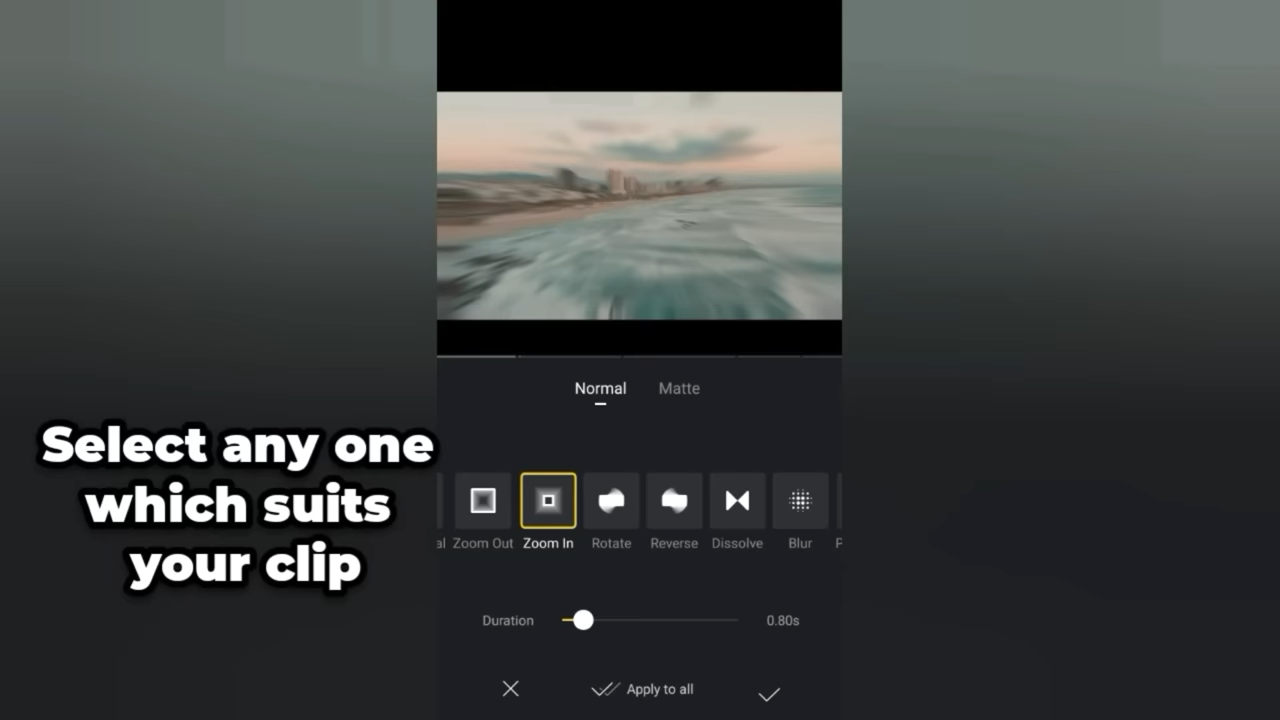 Normal Matte
Select any one
which suits
your clip
al Zoom Out Zoom In Rotate Reverse Dissolve Blur P
Duration 0.80s
Apply to all